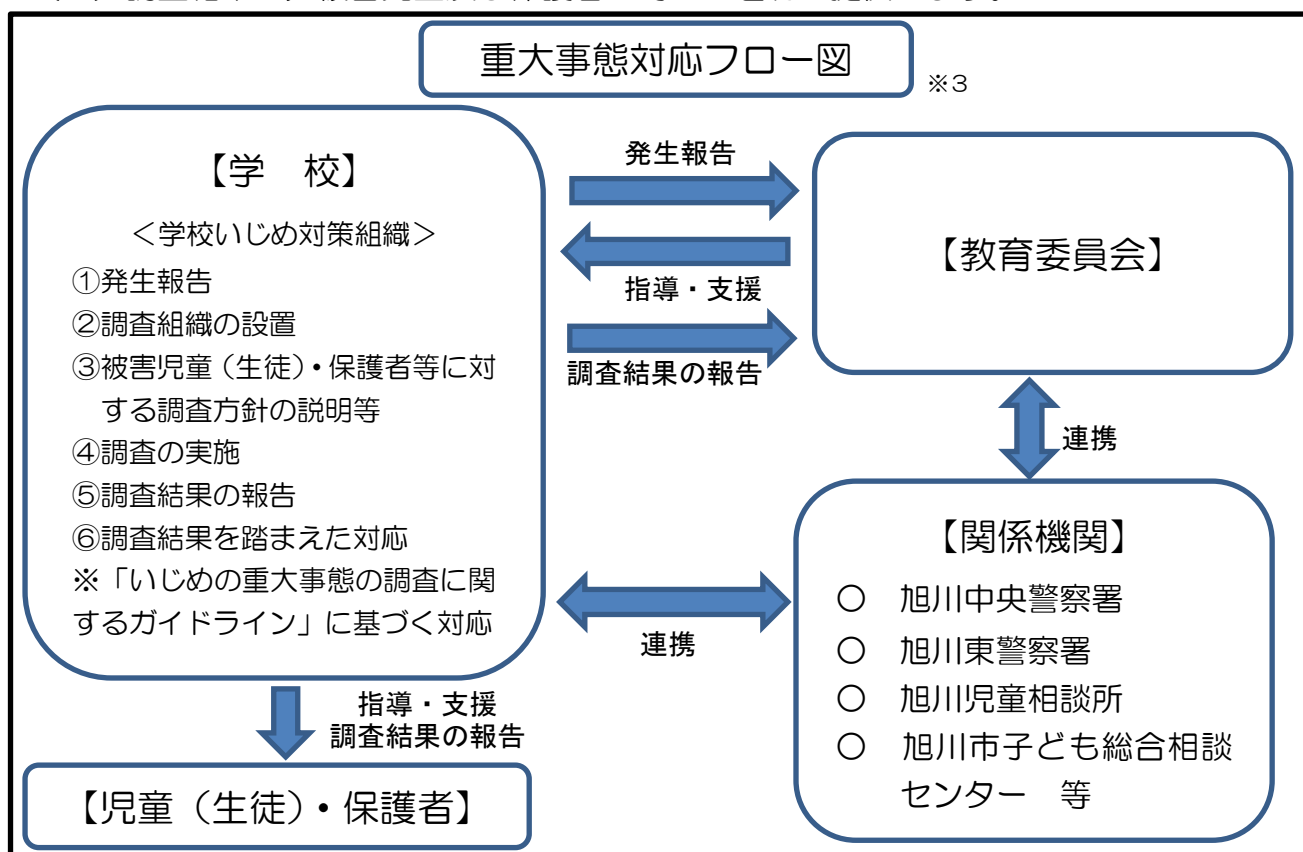 重大事態対応フロー図
※3
【学　校】
＜学校いじめ対策組織＞
①発生報告
②調査組織の設置
③被害児童（生徒）・保護者等に対
する調査方針の説明等
④調査の実施
⑤調査結果の報告
⑥調査結果を踏まえた対応
※「いじめの重大事態の調査に関
するガイドライン」に基づく対応
発生報告
指導・支援
調査結果の報告
【教育委員会】
連携
連携
【関係機関】
○　旭川中央警察署
○　旭川東警察署
○　旭川児童相談所
○　旭川市子ども総合相談
センター　等
指導・支援
調査結果の報告
【児童（生徒）・保護者】